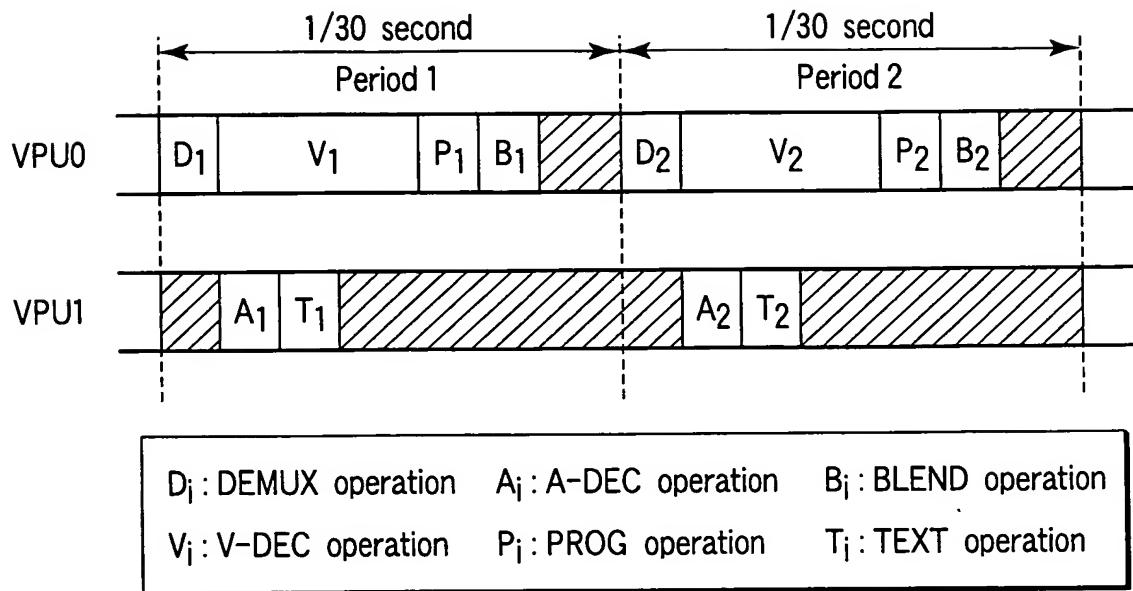 1/30 second 1/30 second
Period 1 Period 2
VPU0 D1 V1 P1 B1 D2 V2 P2 B2
VPU1 A1 T1 A2 T2
Di : DEMUX operation Ai : A-DEC operation Bi : BLEND operation
Vi : V-DEC operation Pi : PROG operation Ti : TEXT operation